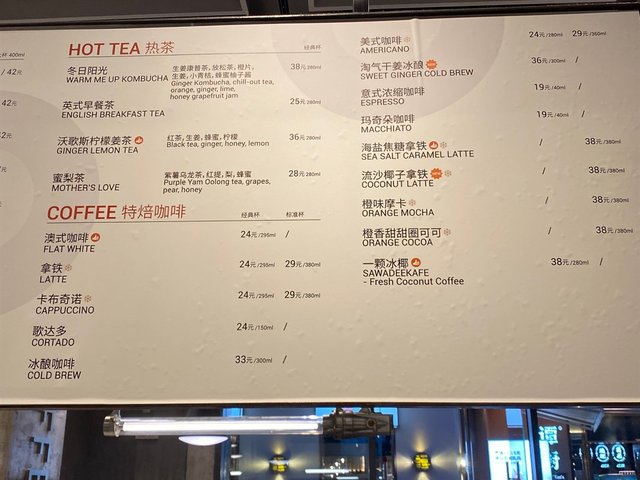 42元
42元
HOT TEA 热茶 经典杯
冬日阳光
WARM ME UP KOMBUCHA
生姜康普茶, 放松茶, 橙片,
生姜, 小青桔, 蜂蜜柚子酱
Ginger Kombucha, chill-out tea,
orange, ginger, lime,
honey grapefruit jam
38元 280ml
英式早餐茶
ENGLISH BREAKFAST TEA
25元 280ml
沃歌斯柠檬姜茶
GINGER LEMON TEA
红茶, 生姜, 蜂蜜, 柠檬
Black tea, ginger, honey, lemon
36元 280ml
蜜梨茶
MOTHER'S LOVE
紫薯乌龙茶, 红提, 梨, 蜂蜜
Purple Yam Oolong tea, grapes,
pear, honey
28元 280ml
COFFEE 特焙咖啡 经典杯 标准杯
澳式咖啡
FLAT WHITE
24元/295ml /
拿铁
LATTE
24元/295ml 29元/380ml
卡布奇诺
CAPPUCCINO
24元/295ml 29元/380ml
歌达多
CORTADO
24元/150ml /
冰酿咖啡
COLD BREW
33元/300ml /
美式咖啡
AMERICANO
24元/280ml 29元/360ml
淘气干姜冰酿
SWEET GINGER COLD BREW
36元/300ml /
意式浓缩咖啡
ESPRESSO
19元/40ml /
玛奇朵咖啡
MACCHIATO
19元/40ml /
海盐焦糖拿铁
SEA SALT CARAMEL LATTE
/ 38元/380ml
流沙椰子拿铁
COCONUT LATTE
/ 38元/380ml
橙味摩卡
ORANGE MOCHA
/ 38元/380ml
橙香甜甜圈可可
ORANGE COCOA
/ 38元/380ml
一颗冰椰
SAWADEEKAFE
- Fresh Coconut Coffee
38元/280ml /